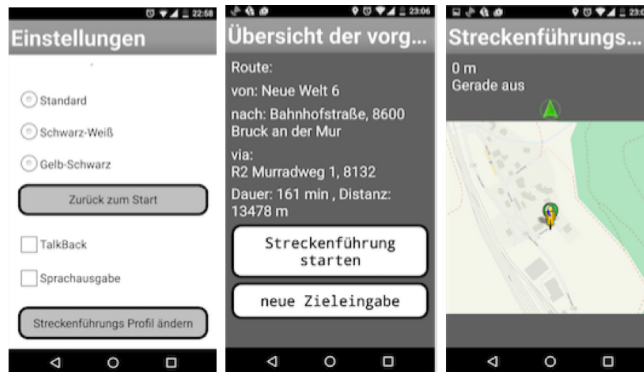 22:58
Einstellungen
Standard
Schwarz-Weiß
Gelb-Schwarz
Zurück zum Start
TalkBack
Sprachausgabe
Streckenführungs Profil ändern
23:06
Übersicht der vorg...
Route:
von: Neue Welt 6
nach: Bahnhofstraße, 8600
Bruck an der Mur
via:
R2 Murradweg 1, 8132
Dauer: 161 min , Distanz:
13478 m
Streckenführung
starten
neue Zieleingabe
Streckenführungs...
0 m
Gerade aus